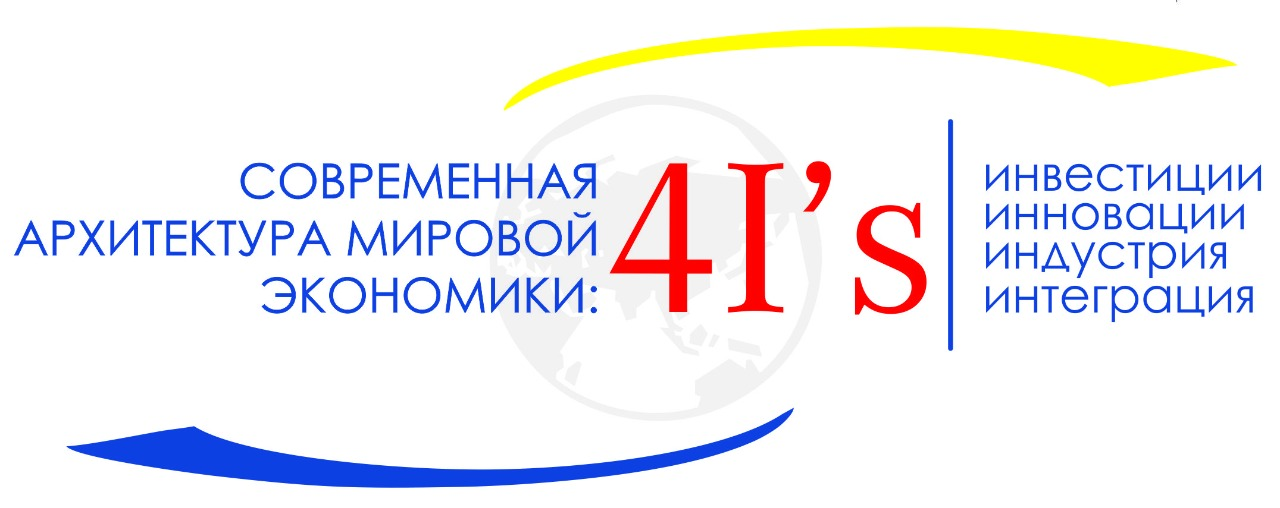 СОВРЕМЕННАЯ
АРХИТЕКТУРА МИРОВОЙ
ЭКОНОМИКИ:
4I’s
инвестиции
инновации
индустрия
интеграция